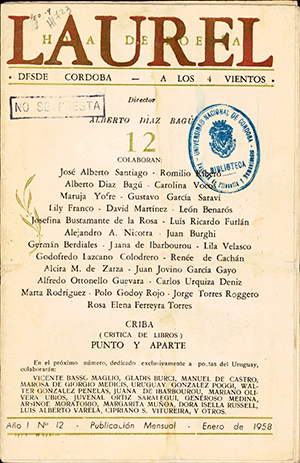 LAUREL
HOJA DE POESIA
• DESDE CORDOBA — A LOS 4 VIENTOS •
NO SE PRESTA
Director
ALBERTO DIAZ BAGÚ
12
COLABORAN:
UNIVERSIDAD NACIONAL DE CORDOBA
BIBLIOTECA
José Alberto Santiago - Romilio Ribero
Alberto Díaz Bagú - Carolina Vocos
Maruja Yofre - Gustavo García Saraví
Lily Franco - David Martínez - León Benarós
Josefina Bustamante de la Rosa - Luis Ricardo Furlán
Alejandro A. Nicotra - Juan Burghi
Germán Berdiales - Juana de Ibarbourou - Lila Velasco
Godofredo Lazcano Colodrero - Renée de Cachán
Alcira M. de Zarzá - Juan Jovino García Gayo
Alfredo Ottonello Guevara - Carlos Urquiza Deniz
Marta Rodríguez - Polo Godoy Rojo - Jorge Torres Roggero
Rosa Elena Ferreyra Torres
CRIBA
(CRITICA DE LIBROS)
PUNTO Y APARTE
En el próximo número, dedicado exclusivamente a poetas del Uruguay,
colaborarán:
VICENTE BASSO MAGLIO, GLADIS BURCI, MANUEL DE CASTRO,
MAROSA DE GIORGIO MEDICIS, URUGUAY GONZALEZ POGGI, WAL-
TER GONZALEZ PENELAS, JUANA DE IBARBOUROU, MARIANO OLI-
VERA UBIOS, JUVENAL ORTIZ SARALEGUI, GENEROSO MEDINA,
ARSINOE MORATORIO, MARGARITA MUÑOA, DORA ISELLA RUSSELL,
LUIS ALBERTO VARELA, CIPRIANO S. VITUREIRA, Y OTROS.
Año I Nº 12 - Publicación Mensual - Enero de 1958